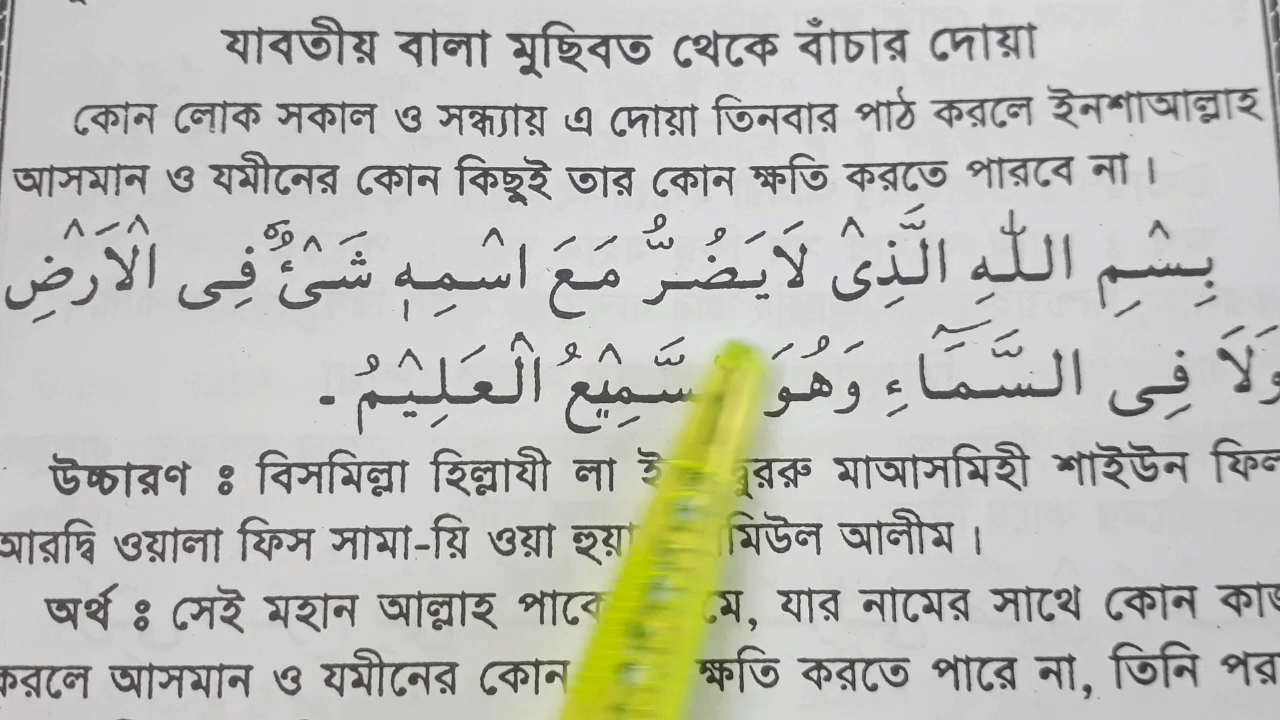 যাবতীয় বালা মুছিবত থেকে বাঁচার দোয়া
কোন লোক সকাল ও সন্ধ্যায় এ দোয়া তিনবার পাঠ করলে ইনশাআল্লাহ
আসমান ও যমীনের কোন কিছুই তার কোন ক্ষতি করতে পারবে না।
بِسْمِ اللّٰهِ الَّذِىْ لَايَضُرُّ مَعَ اسْمِهٖ شَىْءٌ فِى الْاَرْضِ
وَلَا فِى السَّمَاءِ وَهُوَ السَّمِيْعُ الْعَلِيْمُ -
উচ্চারণ : বিসমিল্লা হিল্লাযী লা মাআসমিহী শাইউন ফিল
আরদ্বি ওয়ালা ফিস সামা-য়ি ওয়া হুয়া মিউল আলীম।
অর্থ : সেই মহান আল্লাহ যার নামের সাথে কোন
করলে আসমান ও যমীনের কোন ক্ষতি করতে পারে না, তিনি